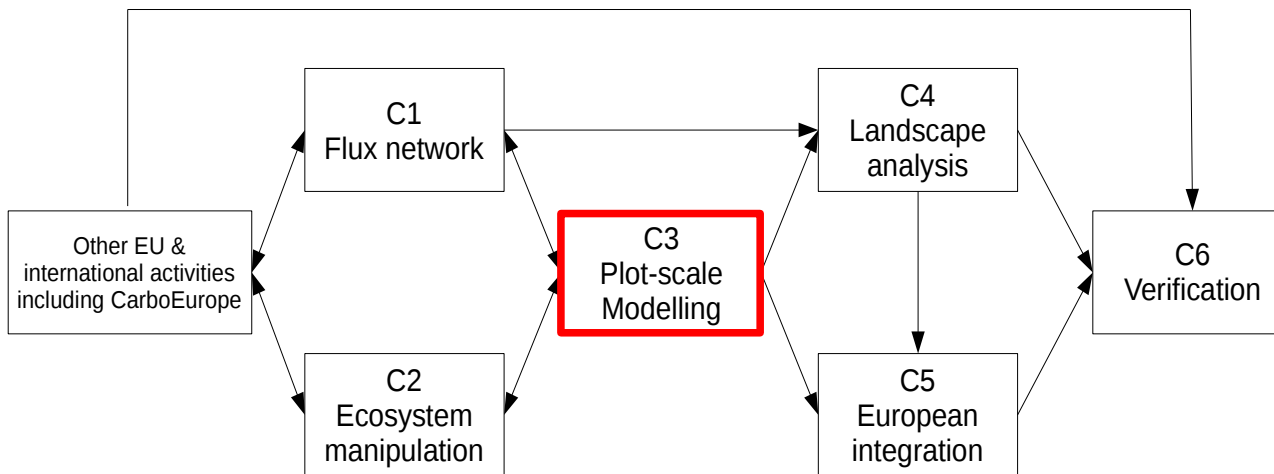 C1
Flux network
C4
Landscape
analysis
Other EU &
international activities
including CarboEurope
C3
Plot-scale
Modelling
C6
Verification
C2
Ecosystem
manipulation
C5
European
integration